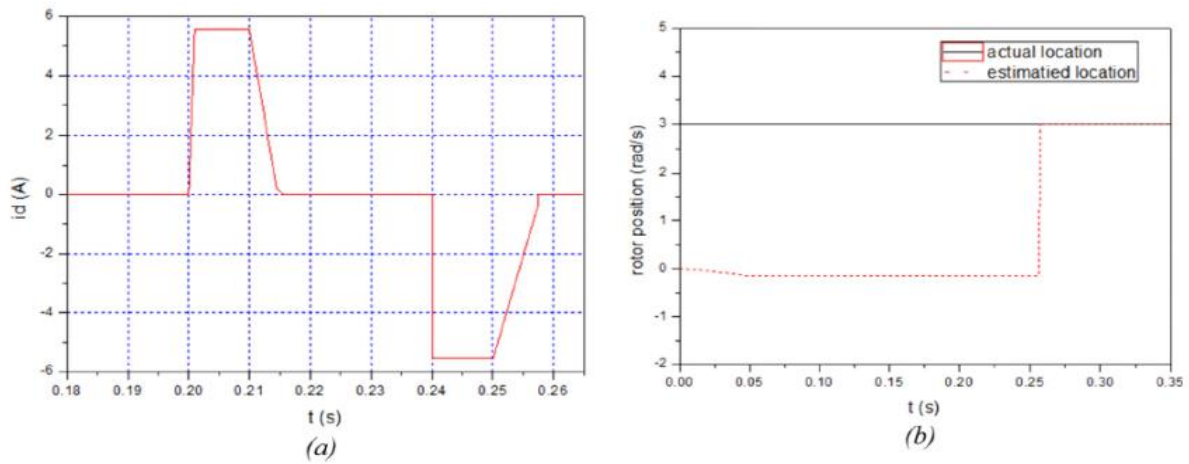 6
4
2
0
-2
-4
-6
id (A)
0.18 0.19 0.20 0.21 0.22 0.23 0.24 0.25 0.26
t (s)
(a)
5
4
3
2
1
0
-1
-2
rotor position (rad/s)
actual location
estimatied location
0.00 0.05 0.10 0.15 0.20 0.25 0.30 0.35
t (s)
(b)